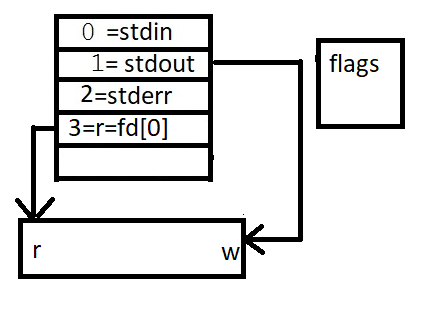 0 =stdin
1= stdout
2=stderr
3=r=fd[0]
flags
r
w